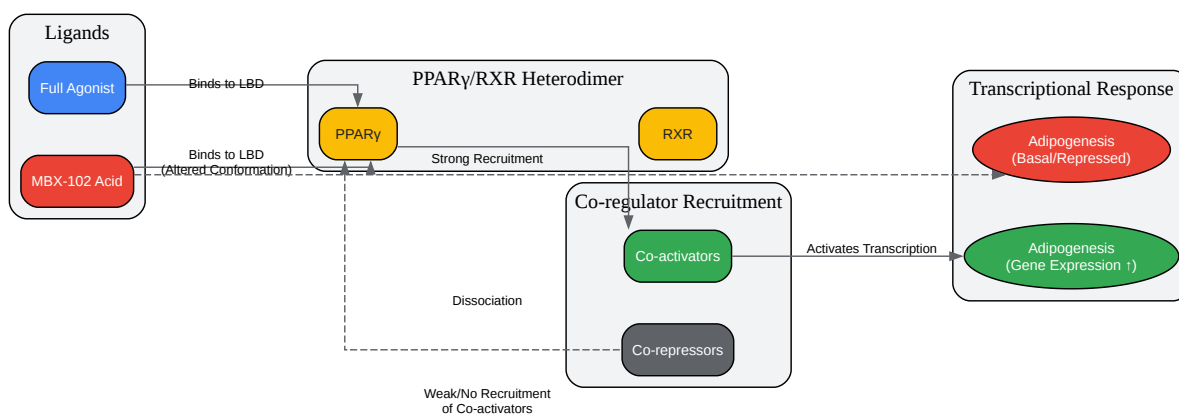 Ligands
Full Agonist
MBX-102 Acid
Binds to LBD
Binds to LBD
(Altered Conformation)
PPARγ/RXR Heterodimer
PPARγ
RXR
Strong Recruitment
Co-regulator Recruitment
Co-activators
Co-repressors
Dissociation
Weak/No Recruitment
of Co-activators
Activates Transcription
Transcriptional Response
Adipogenesis
(Basal/Repressed)
Adipogenesis
(Gene Expression ↑)